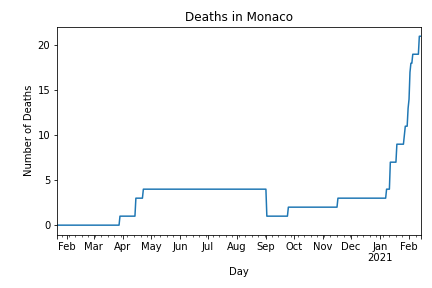 Deaths in Monaco
Number of Deaths
20
15
10
5
0
Feb Mar Apr May Jun Jul Aug Sep Oct Nov Dec Jan Feb
2021
Day